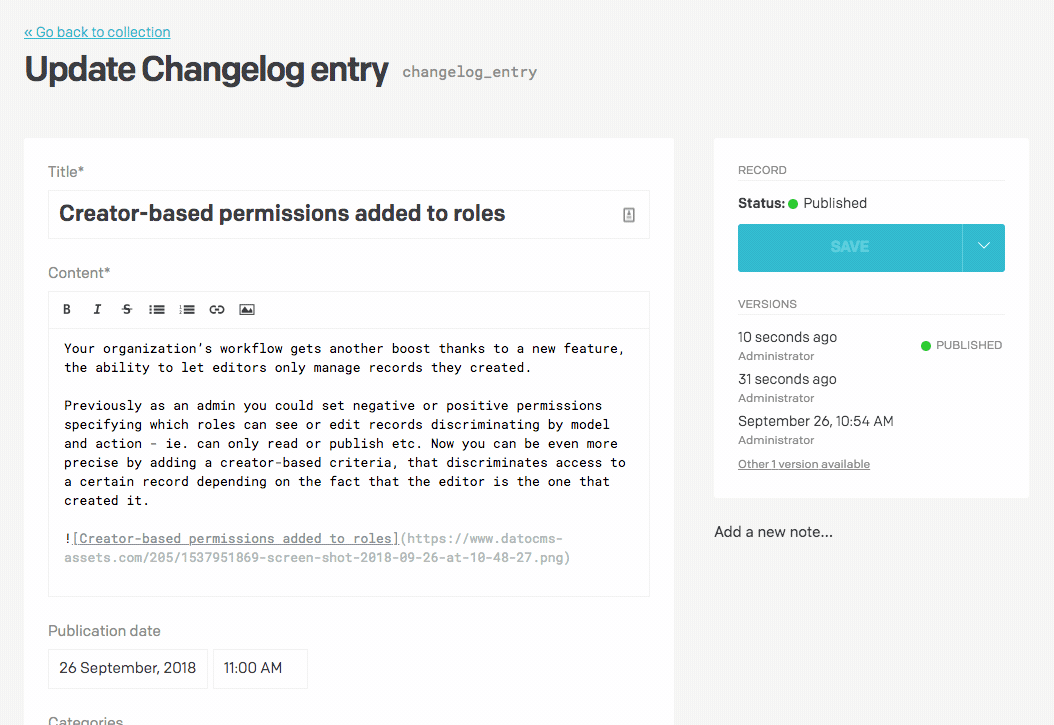 « Go back to collection
Update Changelog entry changelog_entry
Title*
Creator-based permissions added to roles
Content*
B I S
Your organization’s workflow gets another boost thanks to a new feature,
the ability to let editors only manage records they created.
Previously as an admin you could set negative or positive permissions
specifying which roles can see or edit records discriminating by model
and action - ie. can only read or publish etc. Now you can be even more
precise by adding a creator-based criteria, that discriminates access to
a certain record depending on the fact that the editor is the one that
created it.
![Creator-based permissions added to roles](https://www.datocms-
assets.com/205/1537951869-screen-shot-2018-09-26-at-10-48-27.png)
Publication date
26 September, 2018 11:00 AM
Categories
RECORD
Status: Published
SAVE
VERSIONS
10 seconds ago
Administrator
PUBLISHED
31 seconds ago
Administrator
September 26, 10:54 AM
Administrator
Other 1 version available
Add a new note...